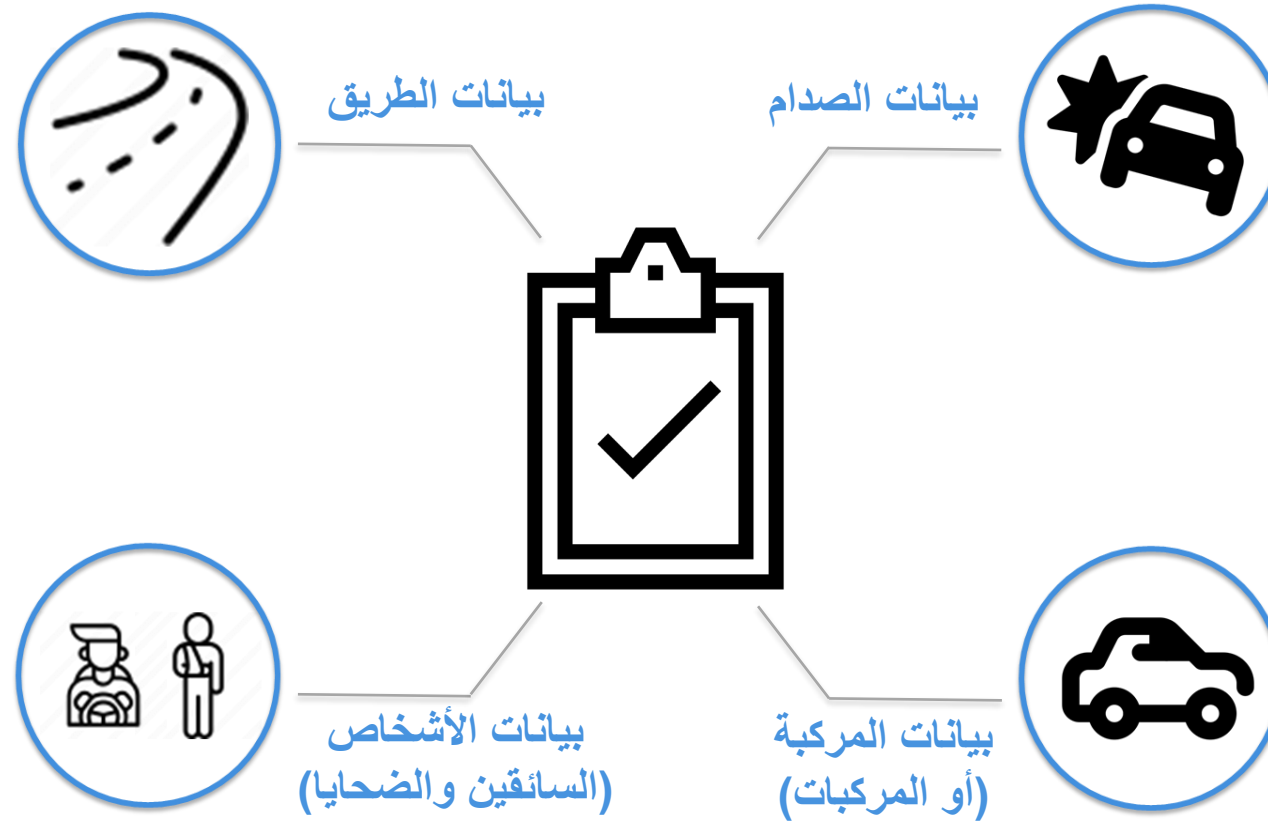 بيانات الصدام
بيانات الطريق
بيانات المركبة
(أو المركبات)
بيانات الأشخاص
(السائقين والضحايا)